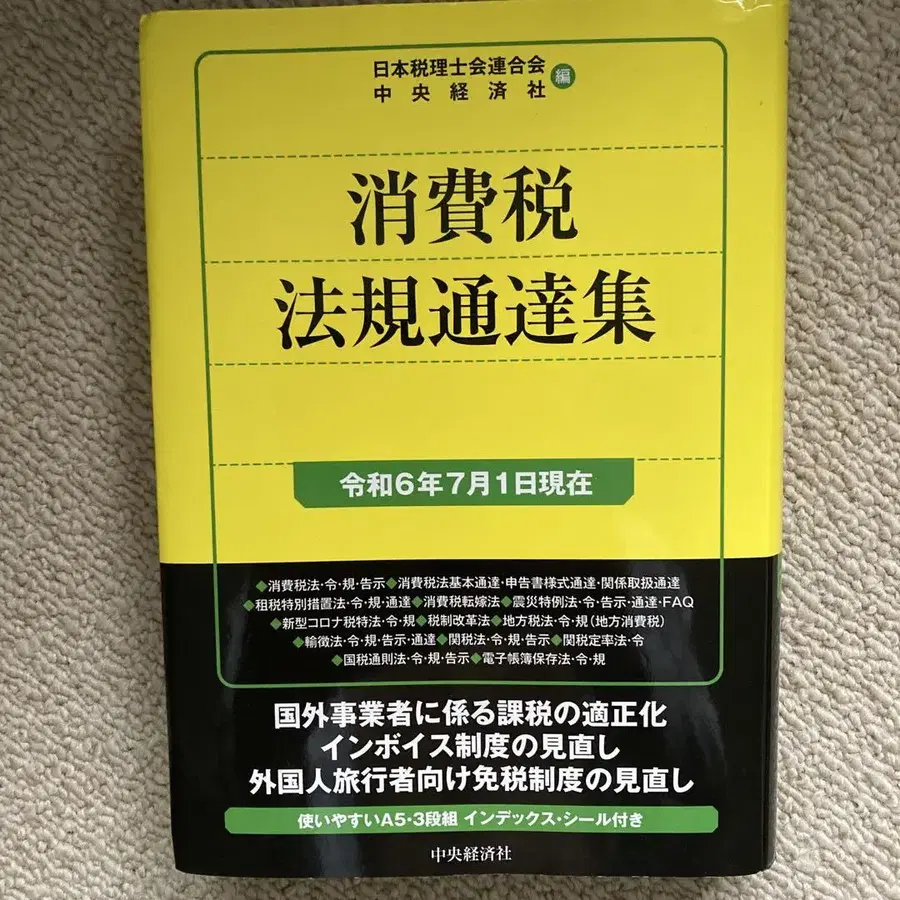 日本税理士会連合会
中央経済社
編
消費税
法規通達集
令和6年7月1日現在
◆消費税法・令・規・告示◆消費税法基本通達・申告書様式通達・関係取扱通達
◆租税特別措置法・令・規・通達◆消費税転嫁法◆震災特例法・令・告示・通達・FAQ
◆新型コロナ税特法・令・規◆税制改革法◆地方税法・令・規(地方消費税)
◆輸徴法・令・規・告示・通達◆関税法・令・規・告示◆関税定率法・令
◆国税通則法・令・規・告示◆電子帳簿保存法・令・規
国外事業者に係る課税の適正化
インボイス制度の見直し
外国人旅行者向け免税制度の見直し
使いやすいA5・3段組 インデックス・シール付き
中央経済社